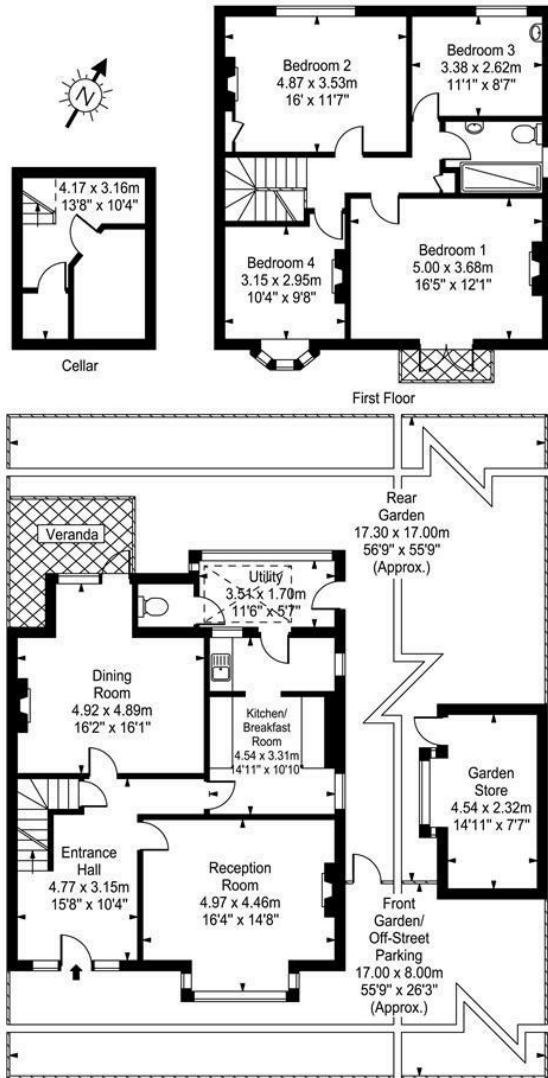 N
4.17 x 3.16m
13'8" x 10'4"
Cellar
Bedroom 2
4.87 x 3.53m
16' x 11'7"
Bedroom 3
3.38 x 2.62m
11'1" x 8'7"
Bedroom 4
3.15 x 2.95m
10'4" x 9'8"
Bedroom 1
5.00 x 3.68m
16'5" x 12'1"
First Floor
Veranda
Utility
3.51 x 1.70m
11'6" x 5'7"
Rear
Garden
17.30 x 17.00m
56'9" x 55'9"
(Approx.)
Dining
Room
4.92 x 4.89m
16'2" x 16'1"
Kitchen/
Breakfast
Room
4.54 x 3.31m
14'11" x 10'10"
Garden
Store
4.54 x 2.32m
14'11" x 7'7"
Entrance
Hall
4.77 x 3.15m
15'8" x 10'4"
Reception
Room
4.97 x 4.46m
16'4" x 14'8"
Front
Garden/
Off-Street
Parking
17.00 x 8.00m
55'9" x 26'3"
(Approx.)